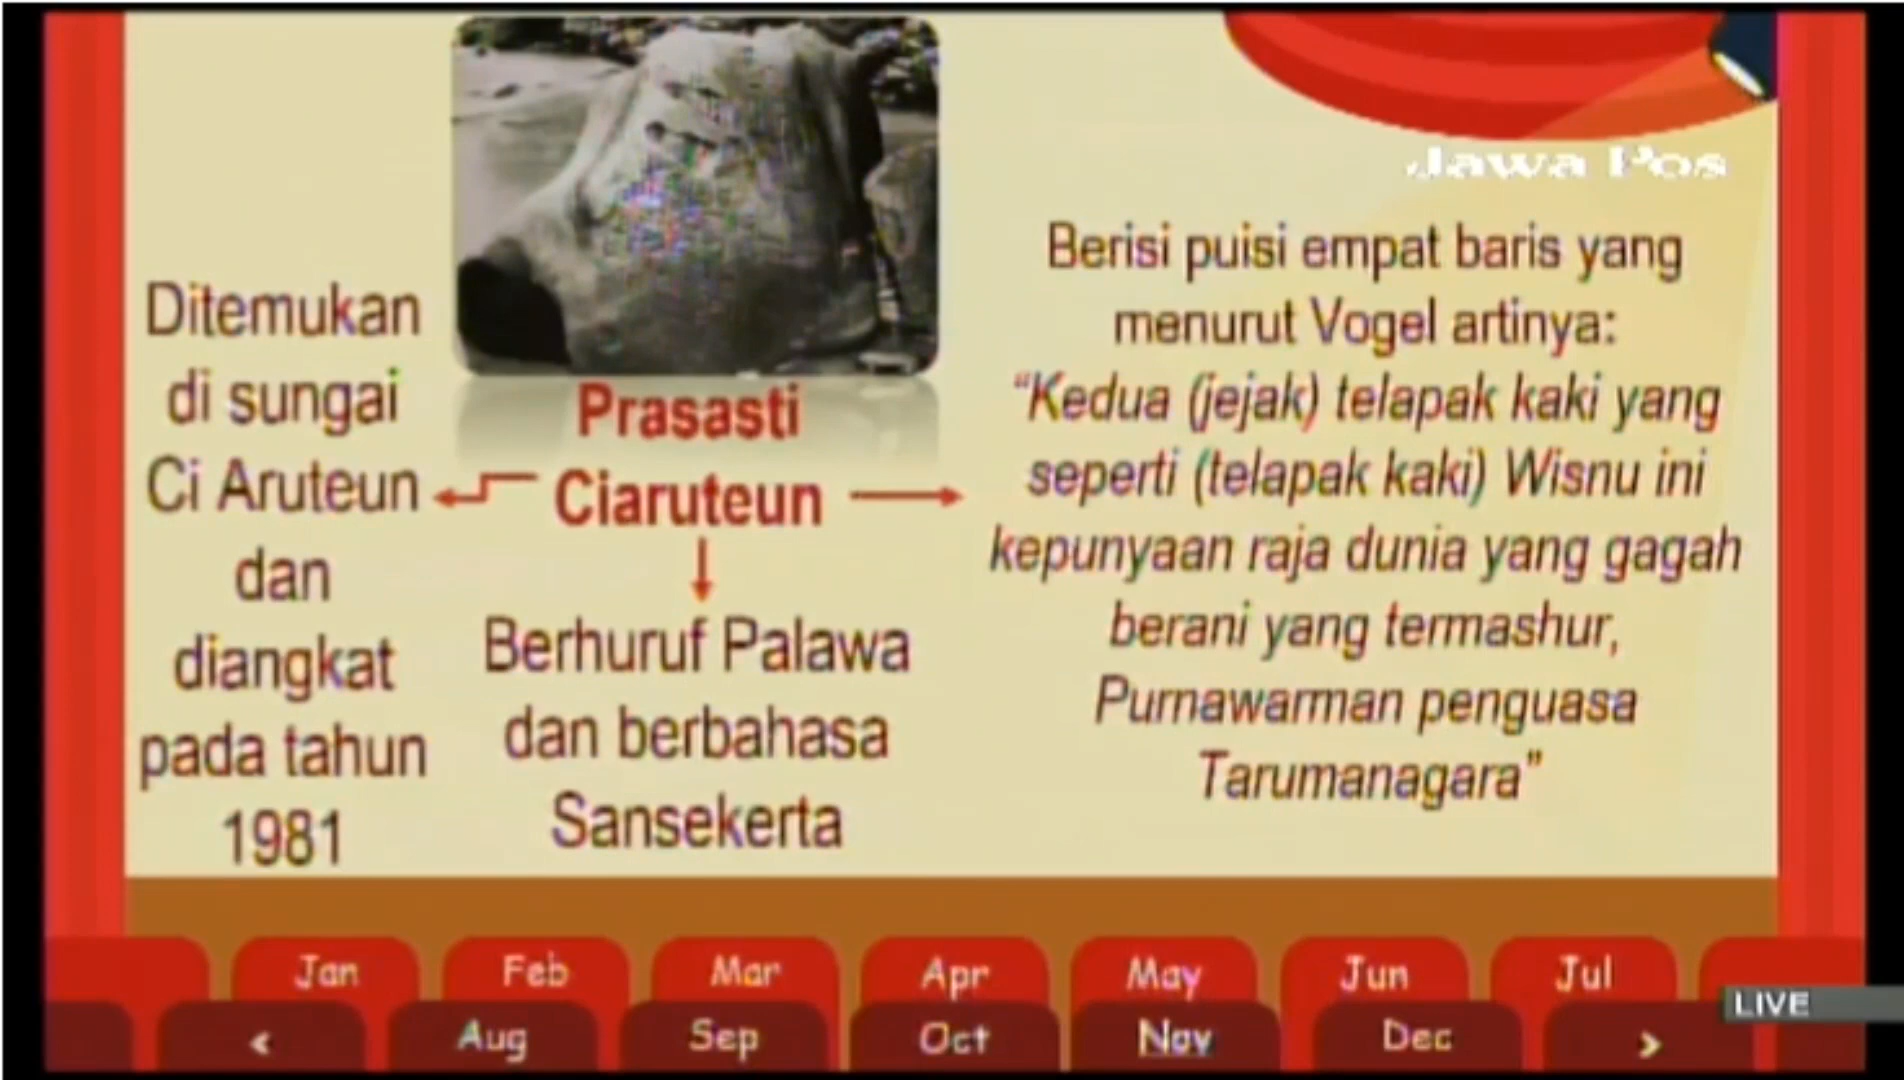 Jawa Pos
Ditemukan
di sungai
Ci Aruteun
dan
diangkat
pada tahun
1981
Prasasti
Ciaruteun
Berhuruf Palawa
dan berbahasa
Sansekerta
Berisi puisi empat baris yang
menurut Vogel artinya:
“Kedua (jejak) telapak kaki yang
seperti (telapak kaki) Wisnu ini
kepunyaan raja dunia yang gagah
berani yang termashur,
Purnawarman penguasa
Tarumanagara”
Jan Feb Mar Apr May Jun Jul
LIVE
< Aug Sep Oct Nov Dec >